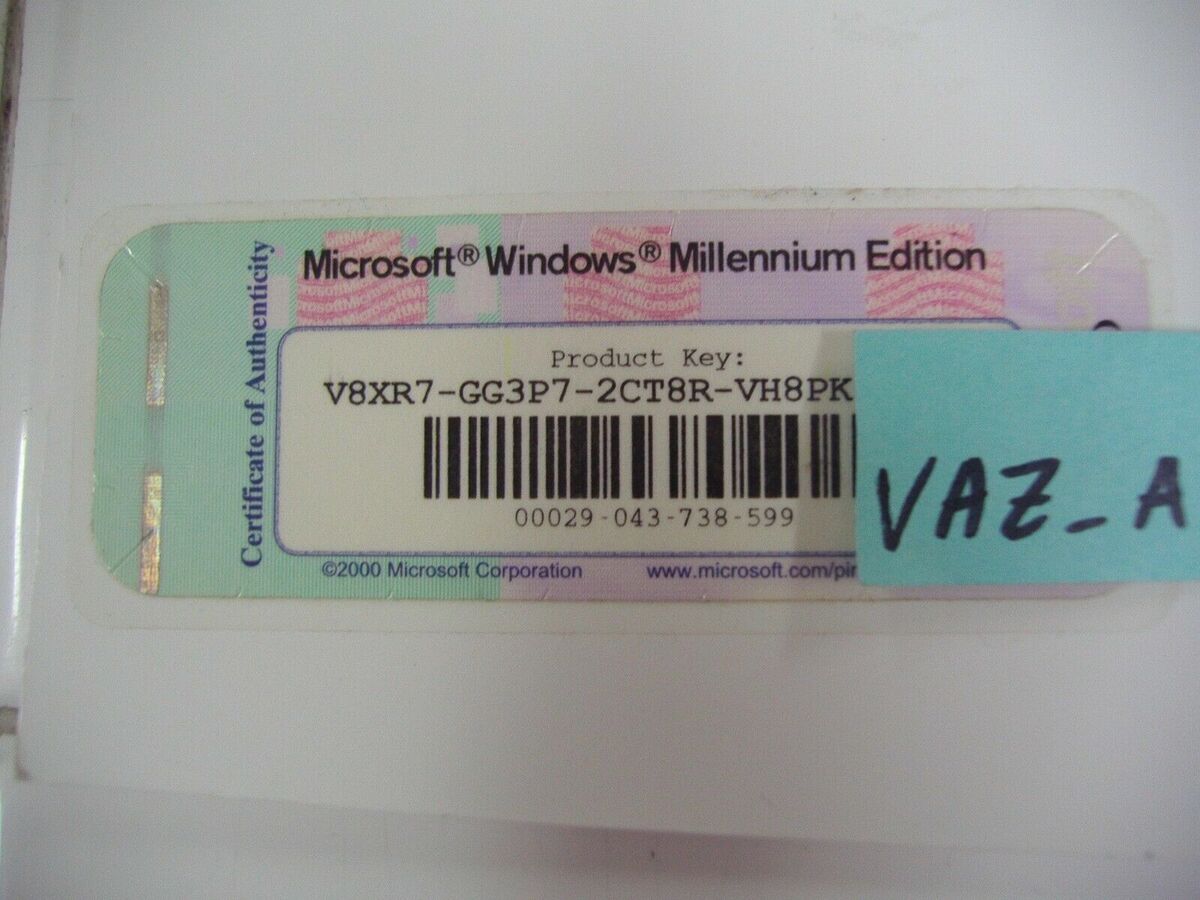 Microsoft® Windows® Millennium Edition
Certificate of Authenticity
Product Key:
V8XR7-GG3P7-2CT8R-VH8PK
00029-043-738-599
VAZ_A
©2000 Microsoft Corporation
www.microsoft.com/pir